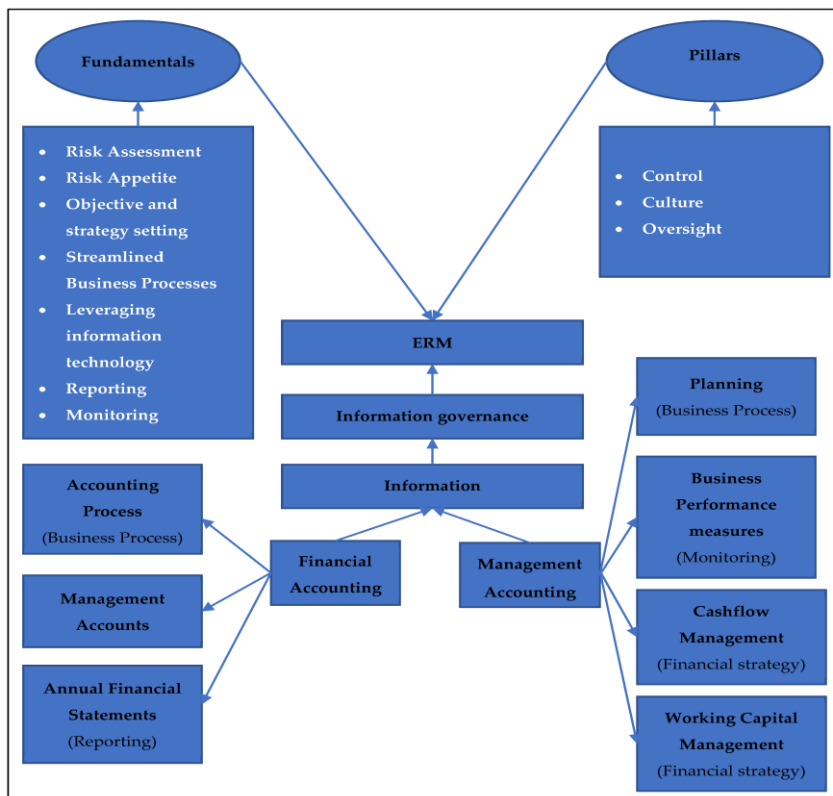 Fundamentals
Pillars
• Risk Assessment
• Risk Appetite
• Objective and
strategy setting
• Streamlined
Business Processes
• Leveraging
information
technology
• Reporting
• Monitoring
• Control
• Culture
• Oversight
ERM
Information governance
Information
Financial
Accounting
Management
Accounting
Accounting
Process
(Business Process)
Management
Accounts
Annual Financial
Statements
(Reporting)
Planning
(Business Process)
Business
Performance
measures
(Monitoring)
Cashflow
Management
(Financial strategy)
Working Capital
Management
(Financial strategy)